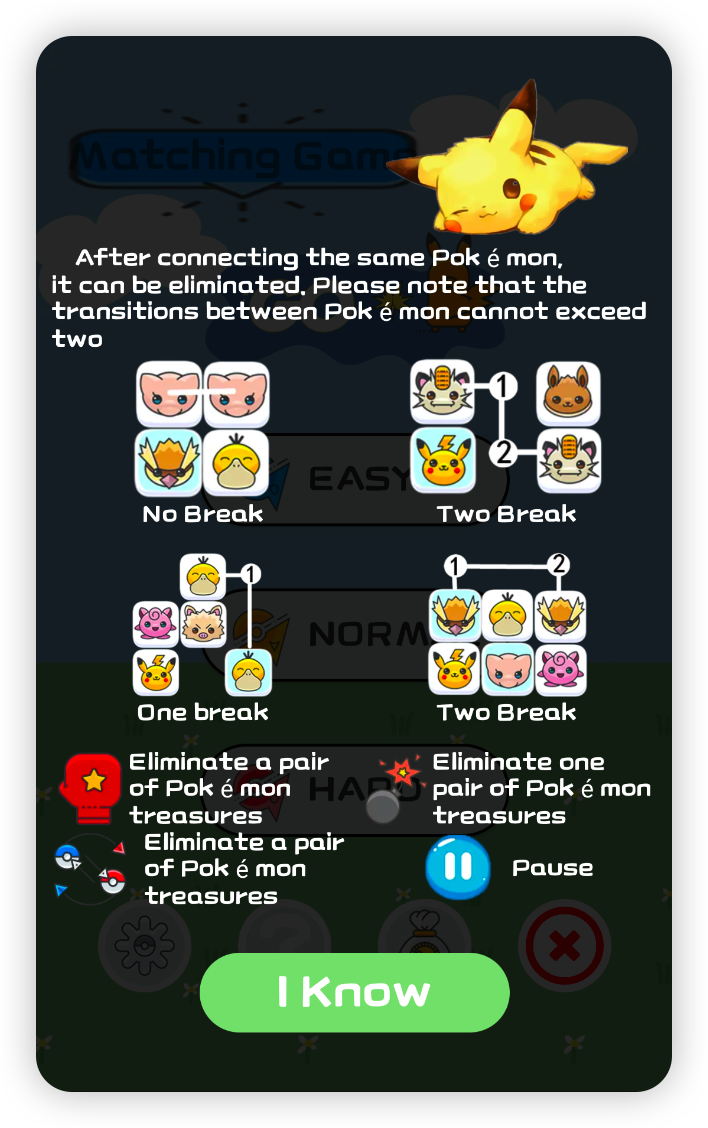 Matching Game
After connecting the same Pok é mon,
it can be eliminated. Please note that the
transitions between Pok é mon cannot exceed
two
1
2
EASY
No Break
Two Break
1
1
2
NORM
One break
Two Break
Eliminate a pair
of Pok é mon
treasures
Eliminate one
pair of Pok é mon
treasures
HARD
Eliminate a pair
of Pok é mon
treasures
Pause
I Know